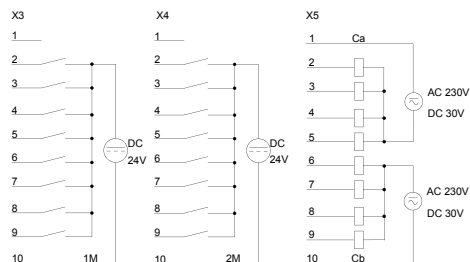 X3 X4 X5
1 1 1 Ca
2 2 2
3 3 3 AC 230V
4 4 4 DC 30V
5 DC 5 DC 5
6 24V 6 24V 6
7 7 7 AC 230V
8 8 8 DC 30V
9 9 9
10 1M 10 2M 10 Cb